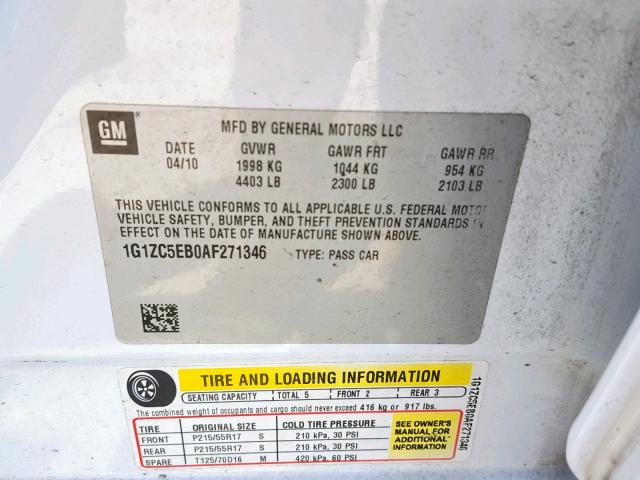 GM
MFD BY GENERAL MOTORS LLC
DATE GVWR GAWR FRT GAWR RR
04/10 1998 KG 1044 KG 954 KG
4403 LB 2300 LB 2103 LB
THIS VEHICLE CONFORMS TO ALL APPLICABLE U.S. FEDERAL MOTOR
VEHICLE SAFETY, BUMPER, AND THEFT PREVENTION STANDARDS IN
EFFECT ON THE DATE OF MANUFACTURE SHOWN ABOVE.
1G1ZC5EB0AF271346 TYPE: PASS CAR
TIRE AND LOADING INFORMATION
SEATING CAPACITY TOTAL 5 FRONT 2 REAR 3
The combined weight of occupants and cargo should never exceed 416 kg or 917 lbs.
TIRE ORIGINAL SIZE COLD TIRE PRESSURE
FRONT P215/55R17 S 210 kPa, 30 PSI
REAR P215/55R17 S 210 kPa, 30 PSI
SPARE T125/70D16 M 420 kPa, 60 PSI
SEE OWNER'S
MANUAL FOR
ADDITIONAL
INFORMATION
1G1ZC5EB0AF271346